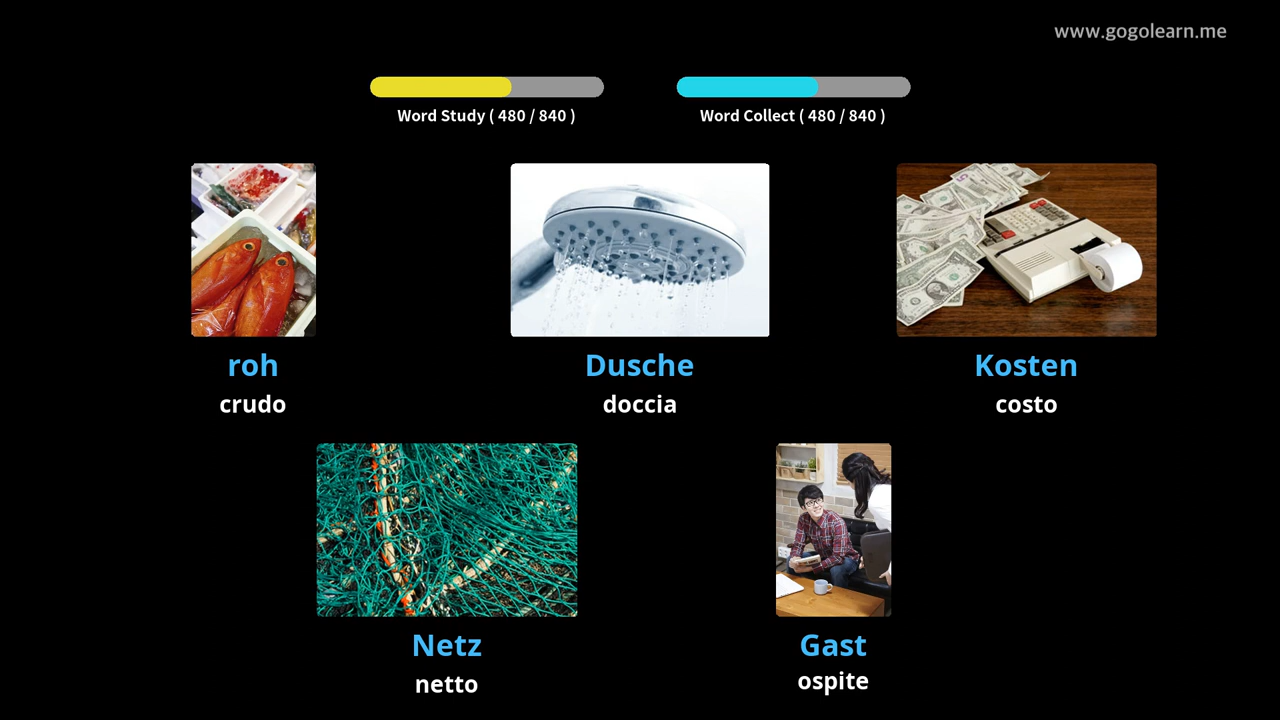 www.gogolearn.me
Word Study ( 480 / 840 )
Word Collect ( 480 / 840 )
roh
crudo
Dusche
doccia
Kosten
costo
Netz
netto
Gast
ospite